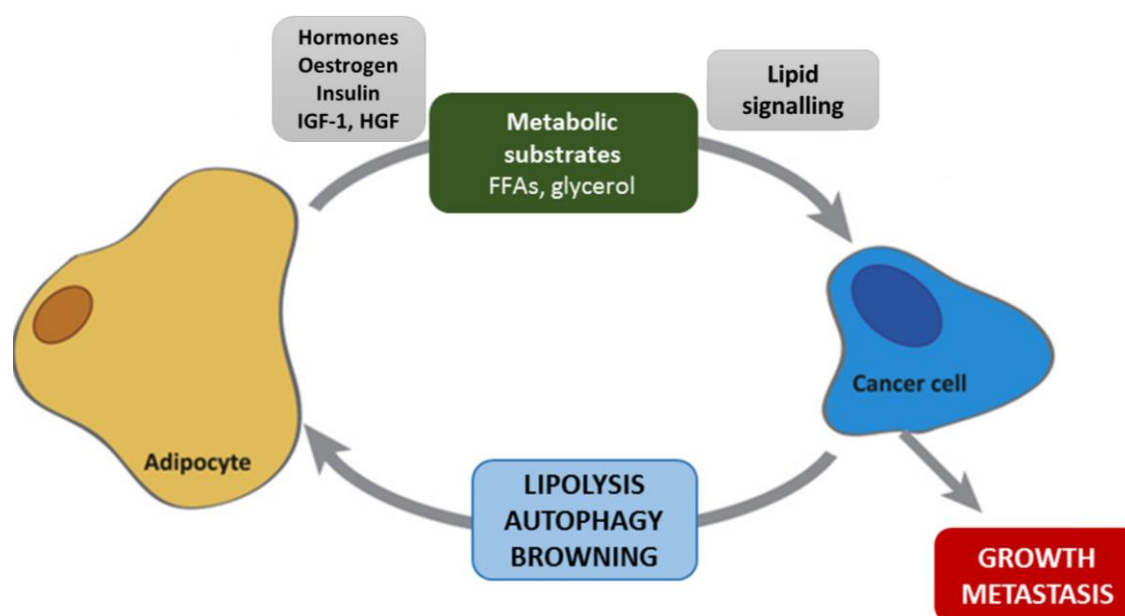 Hormones
Oestrogen
Insulin
IGF-1, HGF
Metabolic
substrates
FFAs, glycerol
Lipid
signalling
Adipocyte
Cancer cell
LIPOLYSIS
AUTOPHAGY
BROWNING
GROWTH
METASTASIS